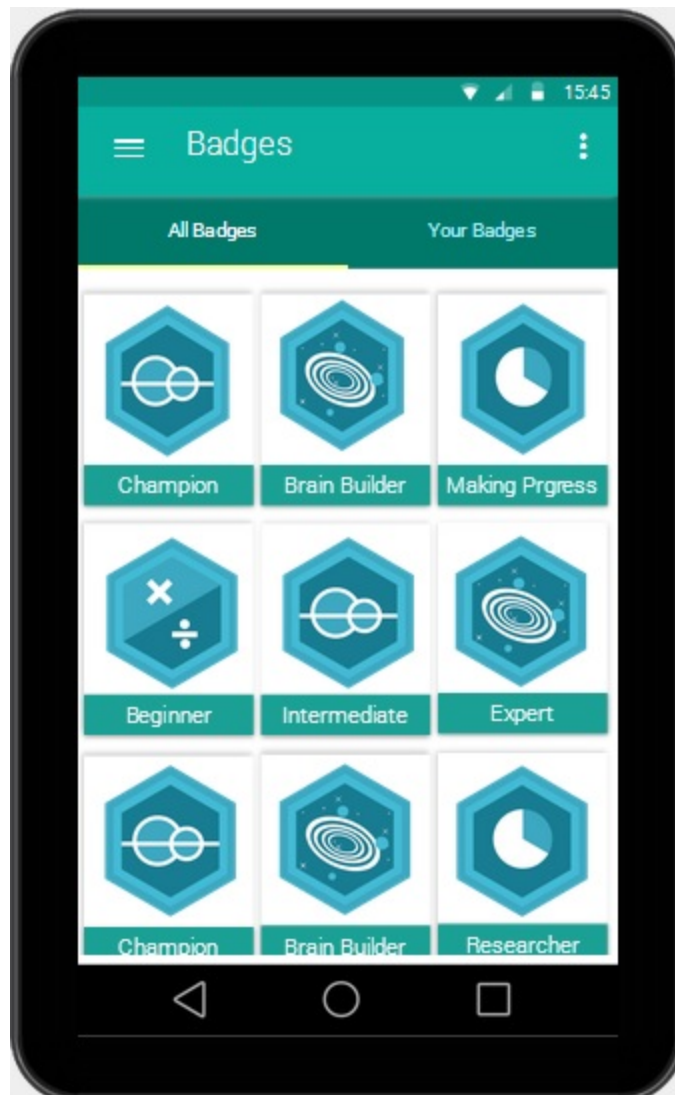 15:45
Badges
All Badges Your Badges
Champion Brain Builder Making Prgress
Beginner Intermediate Expert
Champion Brain Builder Researcher